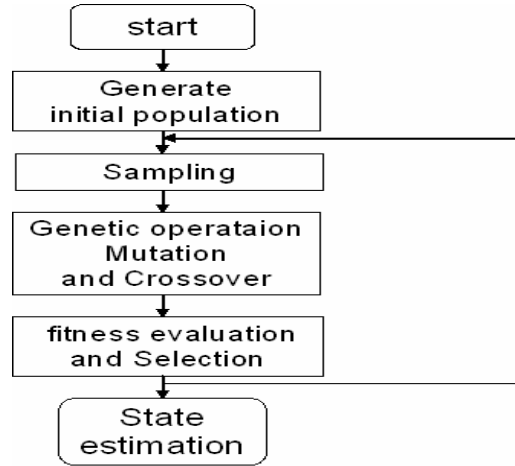 start
Generate
initial population
Sampling
Genetic operataion
Mutation
and Crossover
fitness evaluation
and Selection
State
estimation